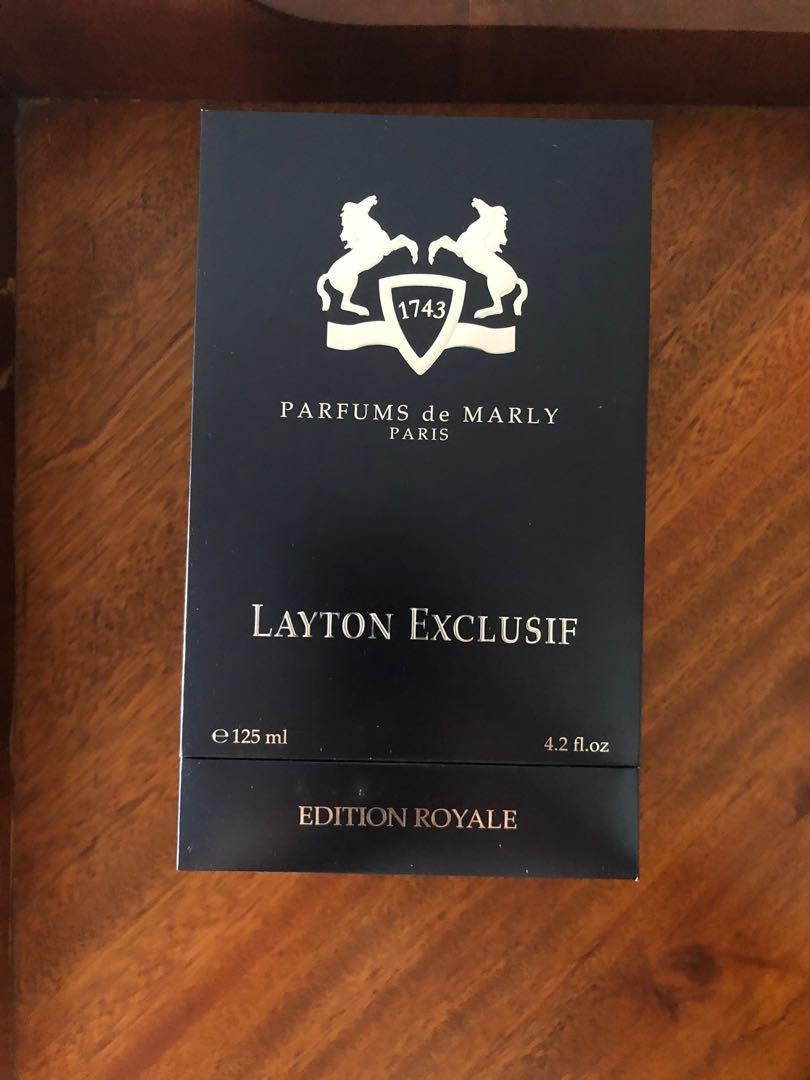 1743
PARFUMS de MARLY
PARIS
LAYTON EXCLUSIF
℮ 125 ml
4.2 fl.oz
EDITION ROYALE